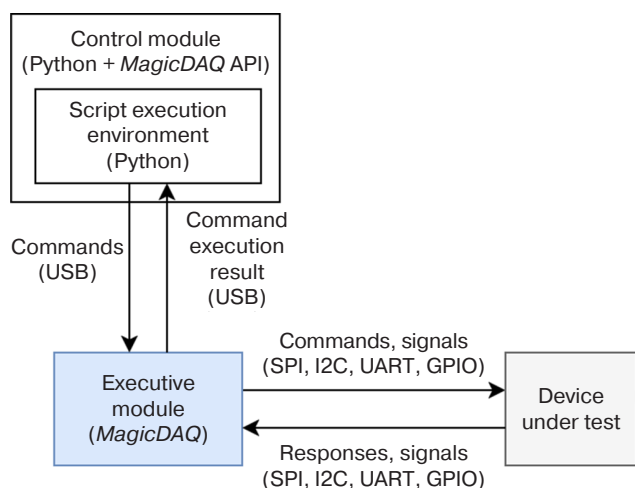 Control module
(Python + MagicDAQ API)
Script execution
environment
(Python)
Commands
(USB)
Command
execution
result
(USB)
Executive
module
(MagicDAQ)
Commands, signals
(SPI, I2C, UART, GPIO)
Responses, signals
(SPI, I2C, UART, GPIO)
Device
under test